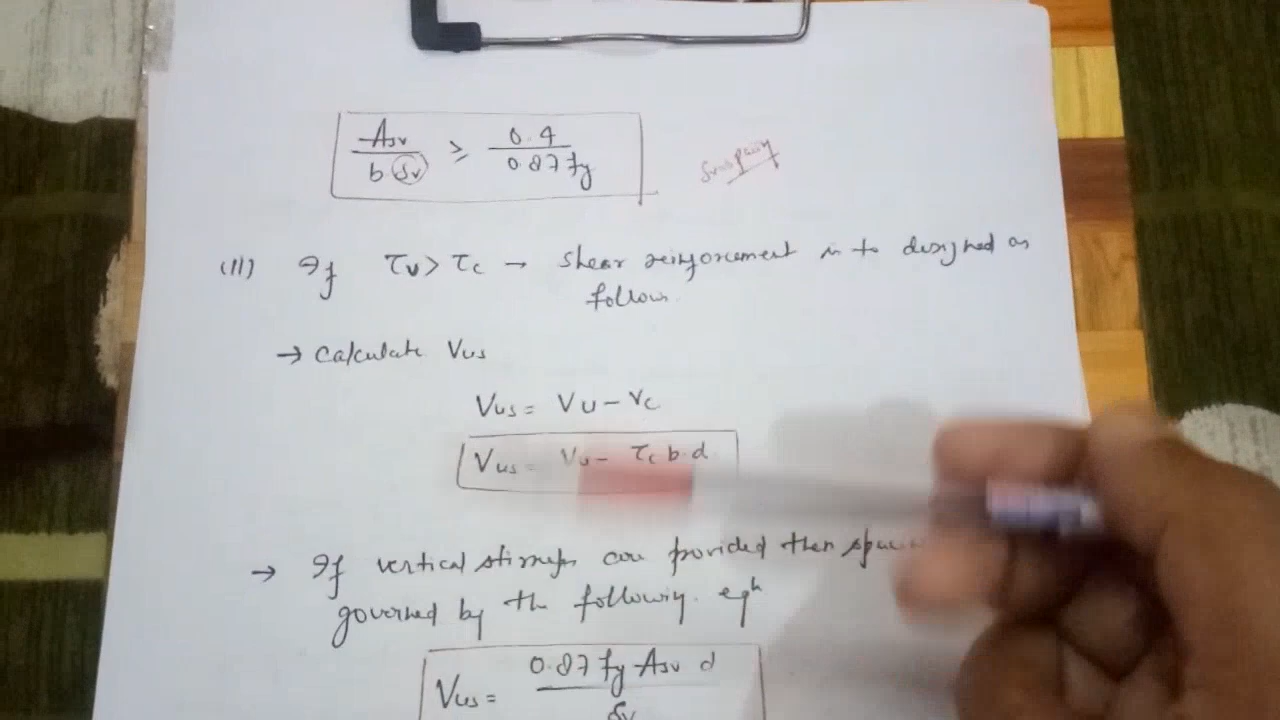 Asv / b Sv ≥ 0.4 / 0.87 fy
(II) If τv > τc → Shear reinforcement is to designed as
follow.
→ Calculate Vus
Vus = Vu - Vc
Vus = Vu - τc b.d
→ If vertical stirrups are provided then
governed by the following eqn
Vus = 0.87 fy Asv d / Sv